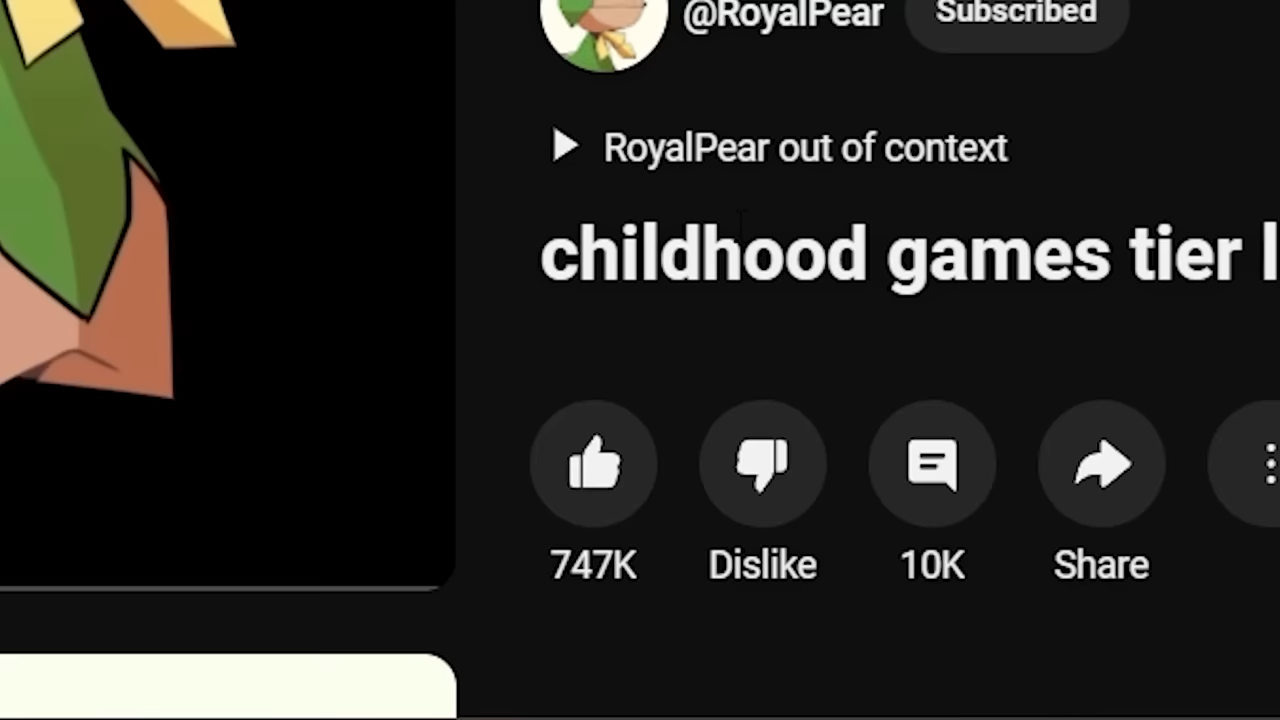 @RoyalPear
Subscribed
RoyalPear out of context
childhood games tier
747K
Dislike
10K
Share